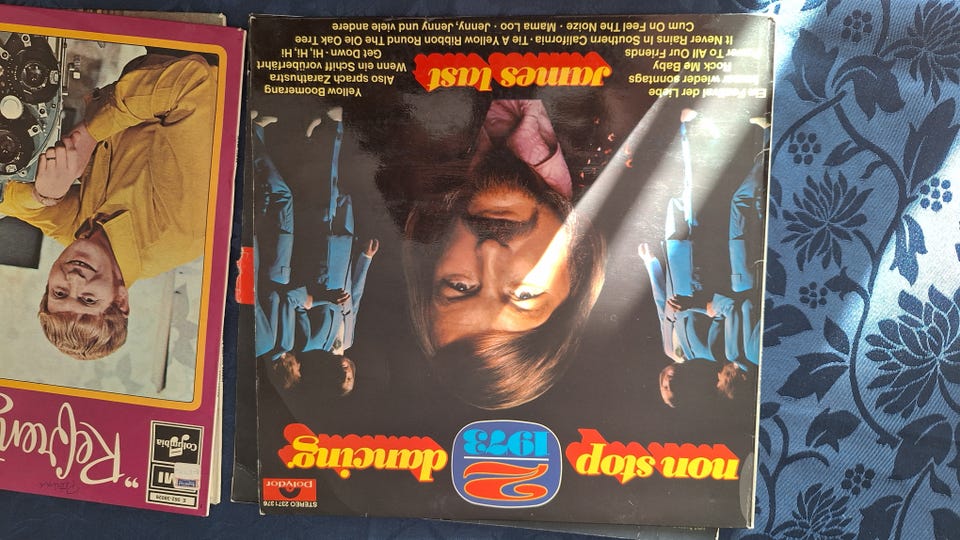 non stop
2
1973
dancing
STEREO 2371 376
polydor
James Last
Ein Festival der Liebe
Immer wieder sonntags
Rock Me Baby
Power To All Our Friends
Yellow Boomerang
Also sprach Zarathustra
Wenn ein Schiff vorüberfährt
Get-Down · Hi, Hi, Hi
It Never Rains In Southern California · Tie A Yellow Ribbon Round The Old Oak Tree
Cum On Feel The Noize · Mama Loo · Jenny, Jenny und viele andere
Columbia
EMI
"Refreng